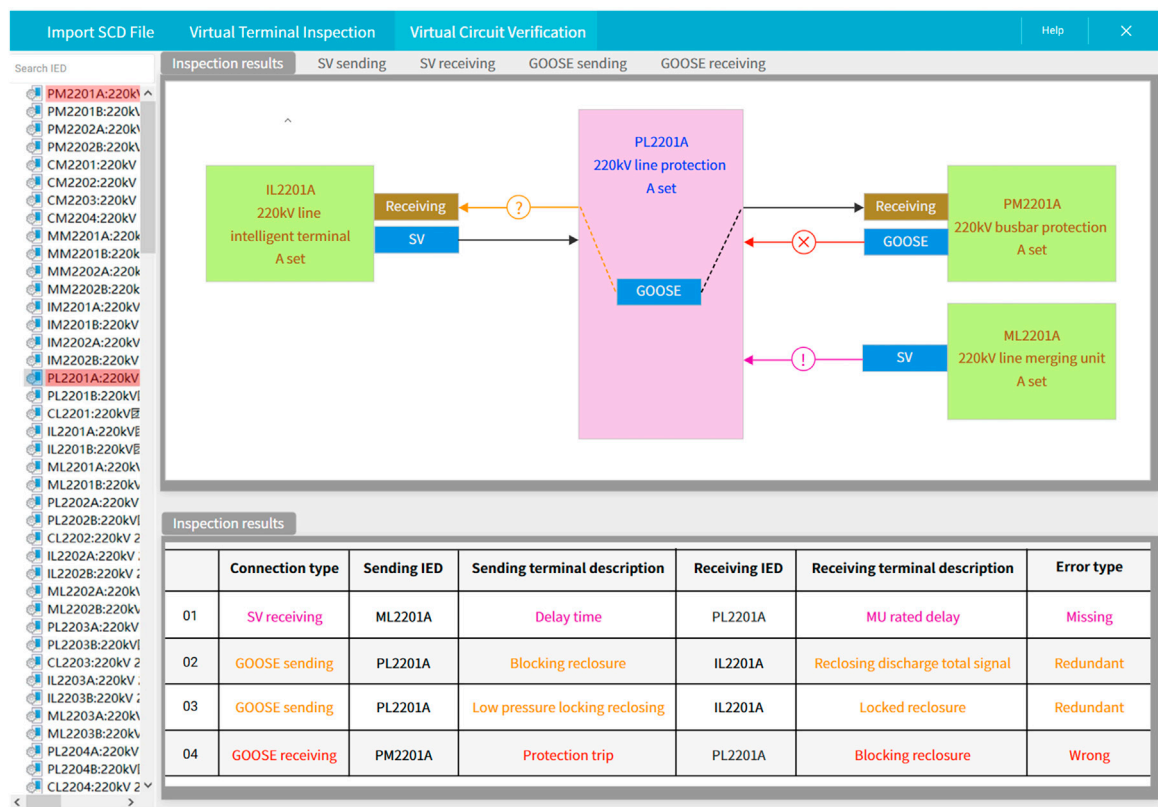 Import SCD File Virtual Terminal Inspection Virtual Circuit Verification Help ×
Search IED
Inspection results SV sending SV receiving GOOSE sending GOOSE receiving
PM2201A:220kV
PM2201B:220kV
PM2202A:220kV
PM2202B:220kV
CM2201:220kV
CM2202:220kV
CM2203:220kV
CM2204:220kV
MM2201A:220k
MM2201B:220k
MM2202A:220k
MM2202B:220k
IM2201A:220kV
IM2201B:220kV
IM2202A:220kV
IM2202B:220kV
PL2201A:220kV
PL2201B:220kV
CL2201:220kV
IL2201A:220kV
IL2201B:220kV
ML2201A:220kV
ML2201B:220kV
PL2202A:220kV
PL2202B:220kV
CL2202:220kV 2
IL2202A:220kV
IL2202B:220kV 2
ML2202A:220kV
ML2202B:220kV
PL2203A:220kV
PL2203B:220kV
CL2203:220kV 2
IL2203A:220kV
IL2203B:220kV 2
ML2203A:220kV
ML2203B:220kV
PL2204A:220kV
PL2204B:220kV
CL2204:220kV 2
IL2201A
220kV line
intelligent terminal
A set
Receiving
SV
?
PL2201A
220kV line protection
A set
GOOSE
Receiving
GOOSE
PM2201A
220kV busbar protection
A set
!
SV
ML2201A
220kV line merging unit
A set
Inspection results
Connection type Sending IED Sending terminal description Receiving IED Receiving terminal description Error type
01 SV receiving ML2201A Delay time PL2201A MU rated delay Missing
02 GOOSE sending PL2201A Blocking reclosure IL2201A Reclosing discharge total signal Redundant
03 GOOSE sending PL2201A Low pressure locking reclosing IL2201A Locked reclosure Redundant
04 GOOSE receiving PM2201A Protection trip PL2201A Blocking reclosure Wrong